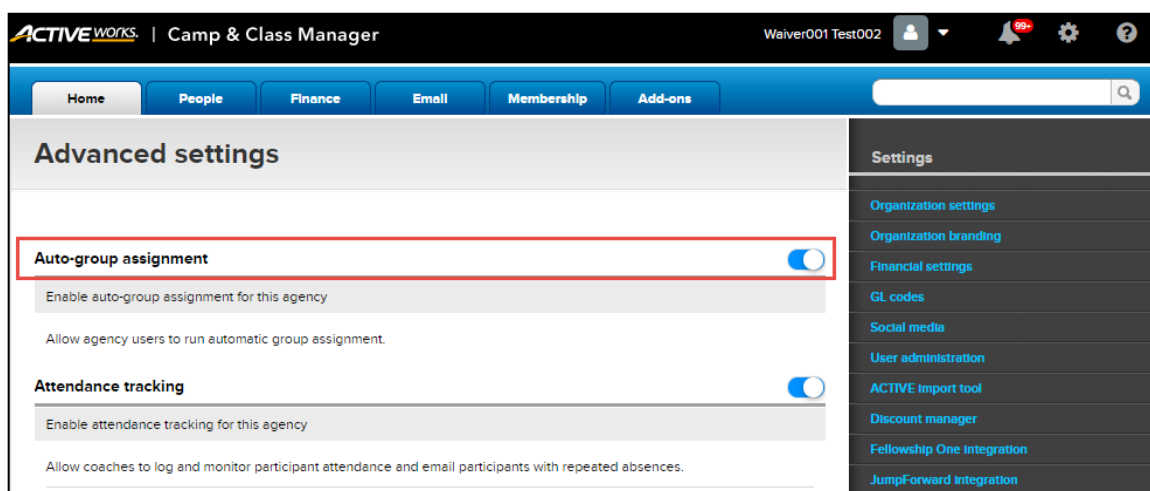 ACTIVEWORKS. | Camp & Class Manager
Waiver001 Test002
99+
Home
People
Finance
Email
Membership
Add-ons
Advanced settings
Auto-group assignment
Enable auto-group assignment for this agency
Allow agency users to run automatic group assignment.
Attendance tracking
Enable attendance tracking for this agency
Allow coaches to log and monitor participant attendance and email participants with repeated absences.
Settings
Organization settings
Organization branding
Financial settings
GL codes
Social media
User administration
ACTIVE import tool
Discount manager
Fellowship One integration
JumpForward integration